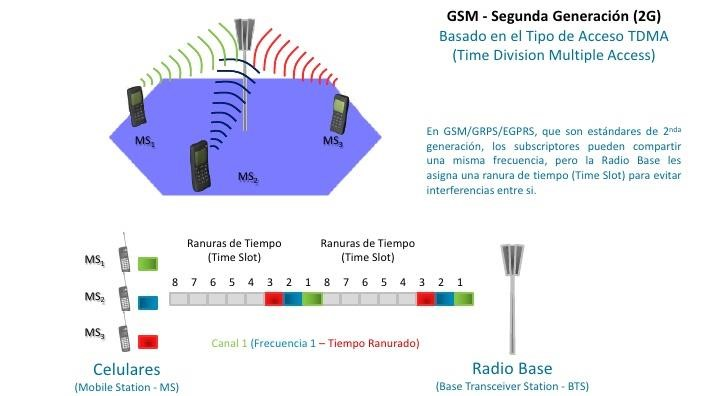 GSM - Segunda Generación (2G)
Basado en el Tipo de Acceso TDMA
(Time Division Multiple Access)
MS1
MS2
MS3
En GSM/GRPS/EGPRS, que son estándares de 2nda
generación, los subscriptores pueden compartir
una misma frecuencia, pero la Radio Base les
asigna una ranura de tiempo (Time Slot) para evitar
interferencias entre si.
Ranuras de Tiempo
(Time Slot)
Ranuras de Tiempo
(Time Slot)
MS1
MS2
MS3
8 7 6 5 4 3 2 1 8 7 6 5 4 3 2 1
Canal 1 (Frecuencia 1 – Tiempo Ranurado)
Celulares
(Mobile Station - MS)
Radio Base
(Base Transceiver Station - BTS)